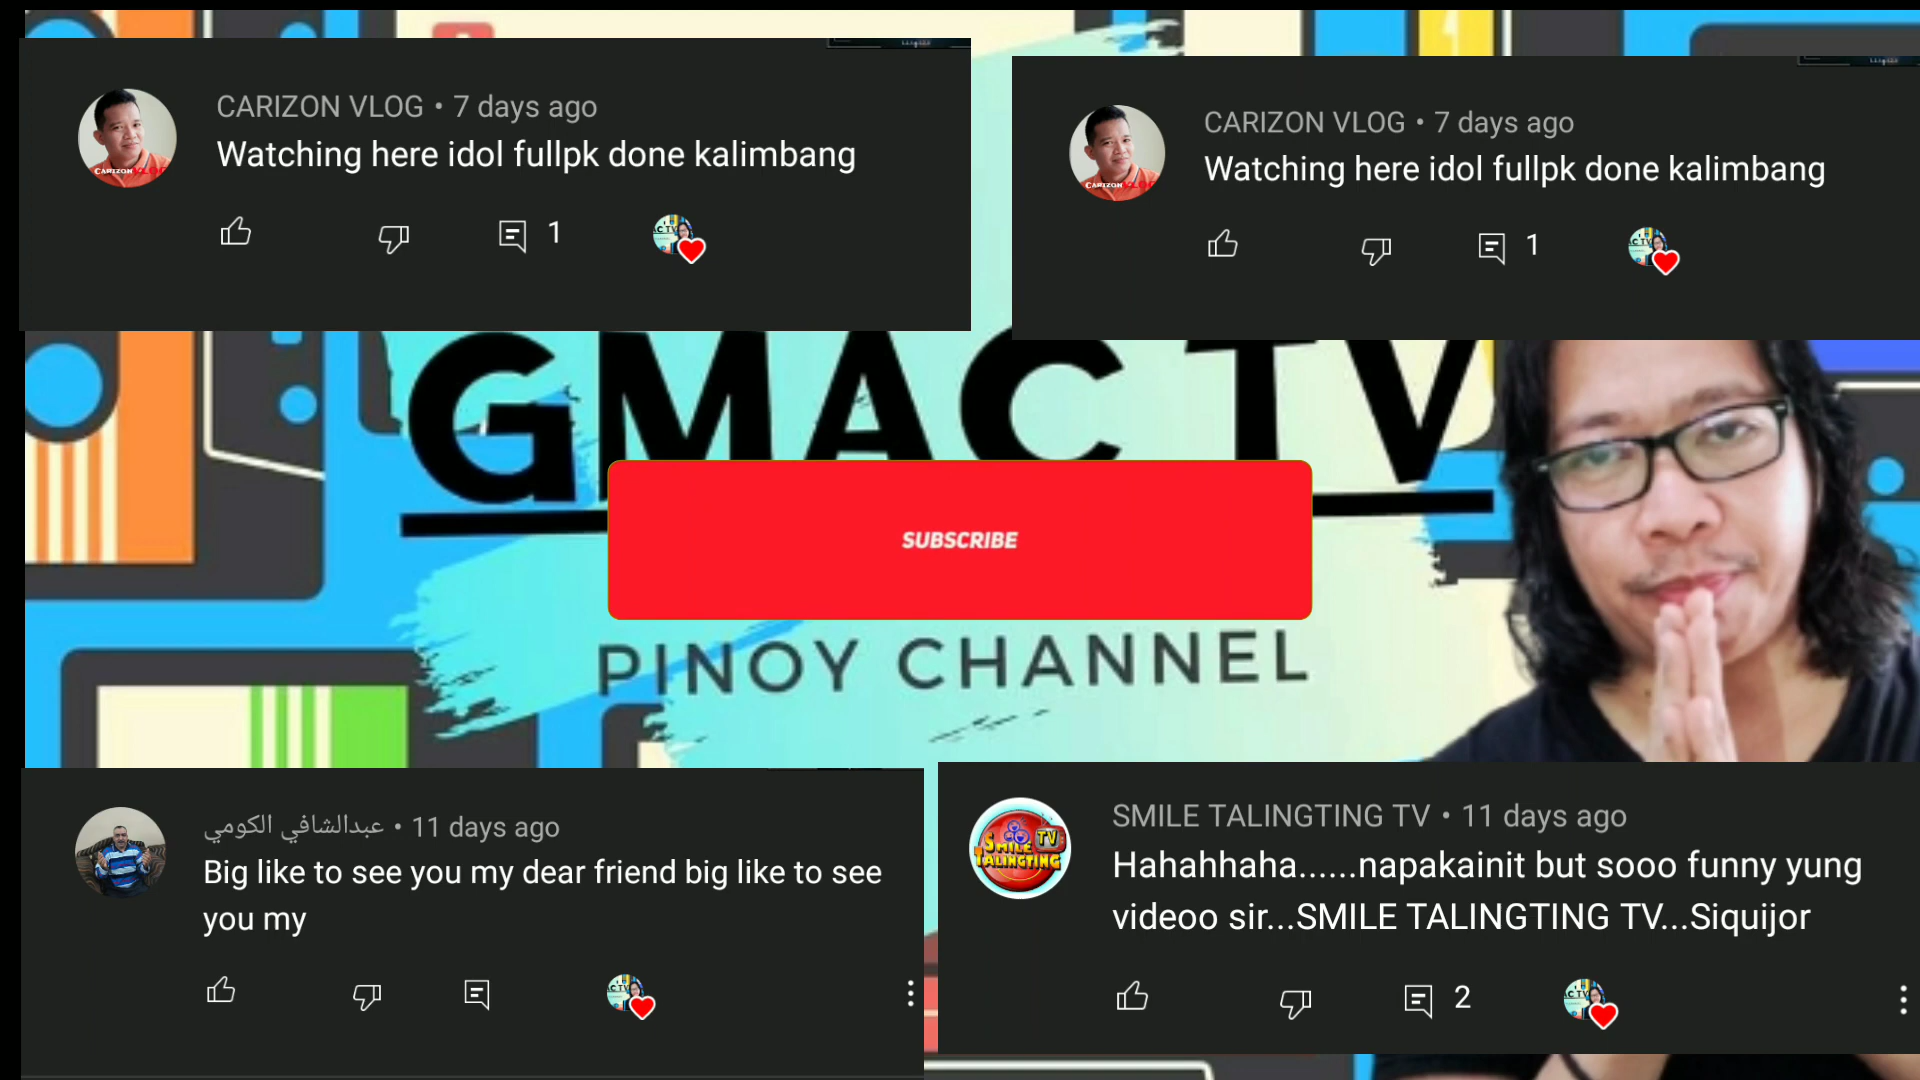 CARIZON VLOG • 7 days ago
Watching here idol fullpk done kalimbang
1
CARIZON VLOG • 7 days ago
Watching here idol fullpk done kalimbang
1
GMAC TV
SUBSCRIBE
PINOY CHANNEL
عبدالشافي الكومي • 11 days ago
Big like to see you my dear friend big like to see
you my
SMILE TALINGTING TV • 11 days ago
Hahahhaha......napakainit but sooo funny yung
videoo sir...SMILE TALINGTING TV...Siquijor
2